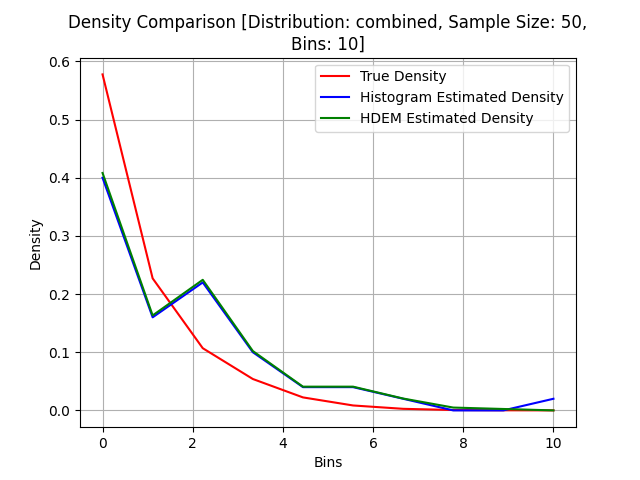 Density Comparison [Distribution: combined, Sample Size: 50,
Bins: 10]
True Density
Histogram Estimated Density
HDEM Estimated Density
Density
0.6
0.5
0.4
0.3
0.2
0.1
0.0
0 2 4 6 8 10
Bins